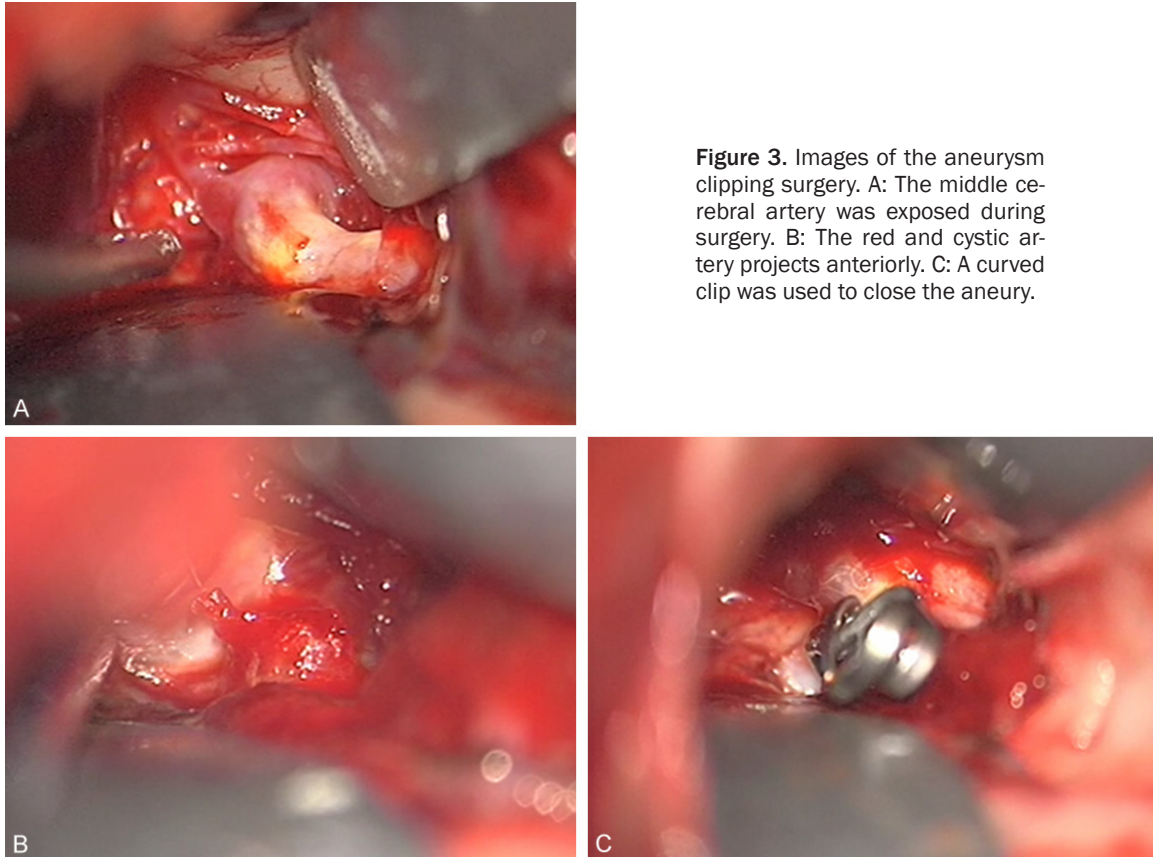 A
Figure 3. Images of the aneurysm
clipping surgery. A: The middle ce-
rebral artery was exposed during
surgery. B: The red and cystic ar-
tery projects anteriorly. C: A curved
clip was used to close the aneury.
B
C